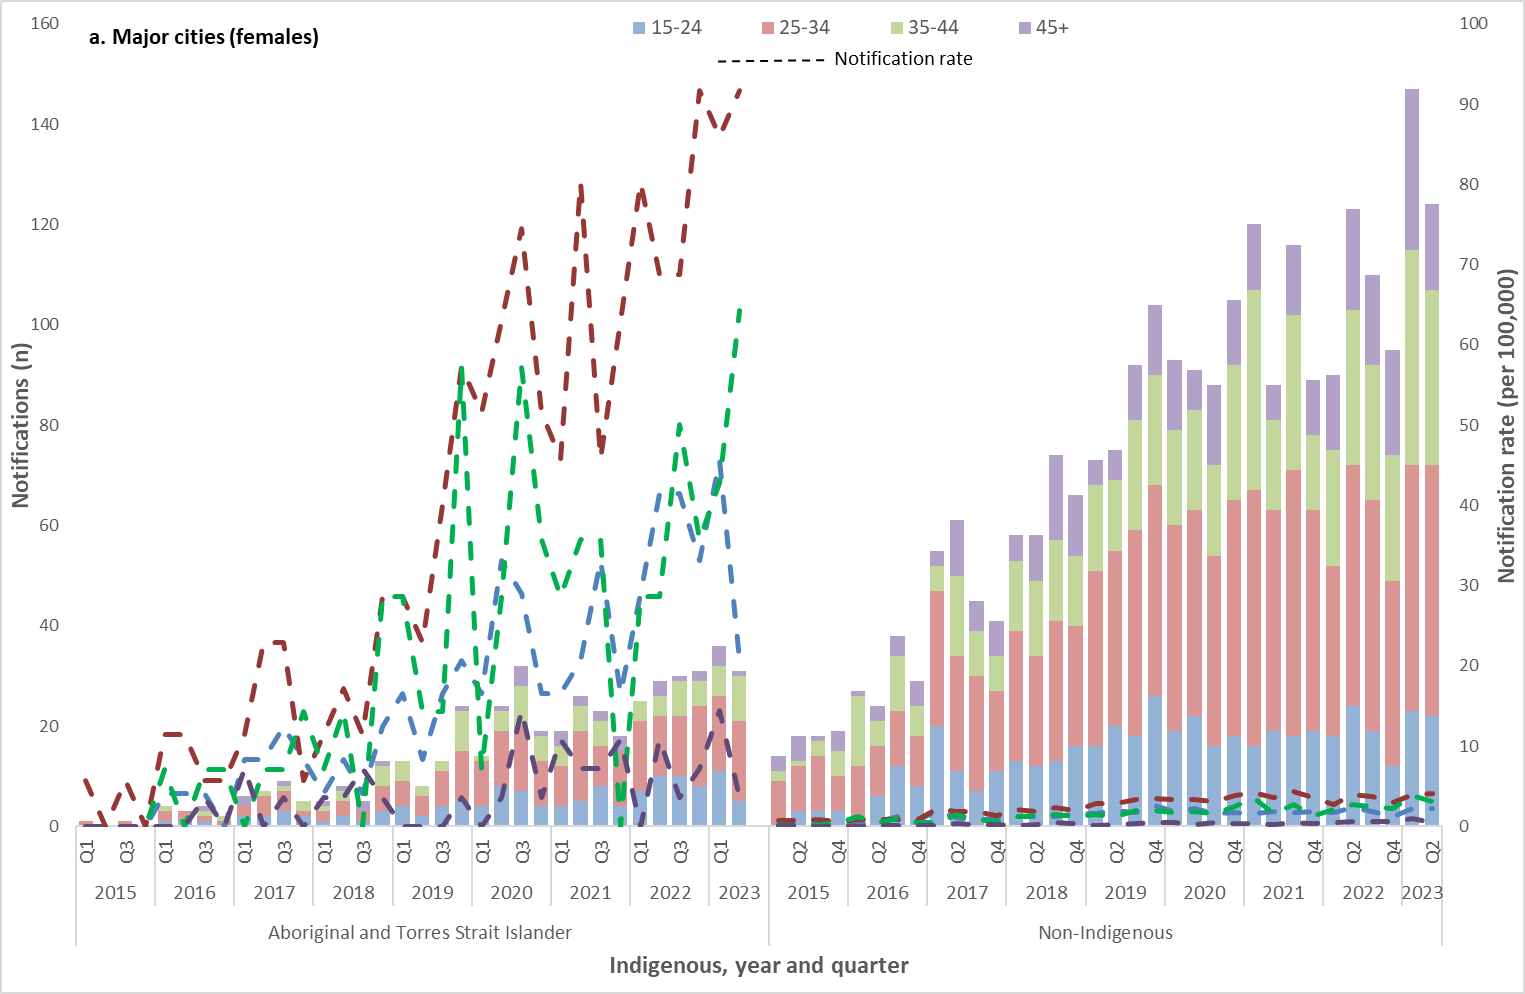 160
100
a. Major cities (females)
15-24
25-34
35-44
45+
Notification rate
140
120
100
80
60
40
20
0
90
80
70
60
50
40
30
20
10
0
Notifications (n)
Notification rate (per 100,000)
Q1 Q3 Q1 Q3 Q1 Q3 Q1 Q3 Q1 Q3 Q1 Q3 Q1 Q3 Q1 Q3 Q1 Q2 Q4 Q2 Q4 Q2 Q4 Q2 Q4 Q2 Q4 Q2 Q4 Q2 Q4 Q2 Q4 Q2
2015 2016 2017 2018 2019 2020 2021 2022 2023 2015 2016 2017 2018 2019 2020 2021 2022 2023
Aboriginal and Torres Strait Islander
Non-Indigenous
Indigenous, year and quarter